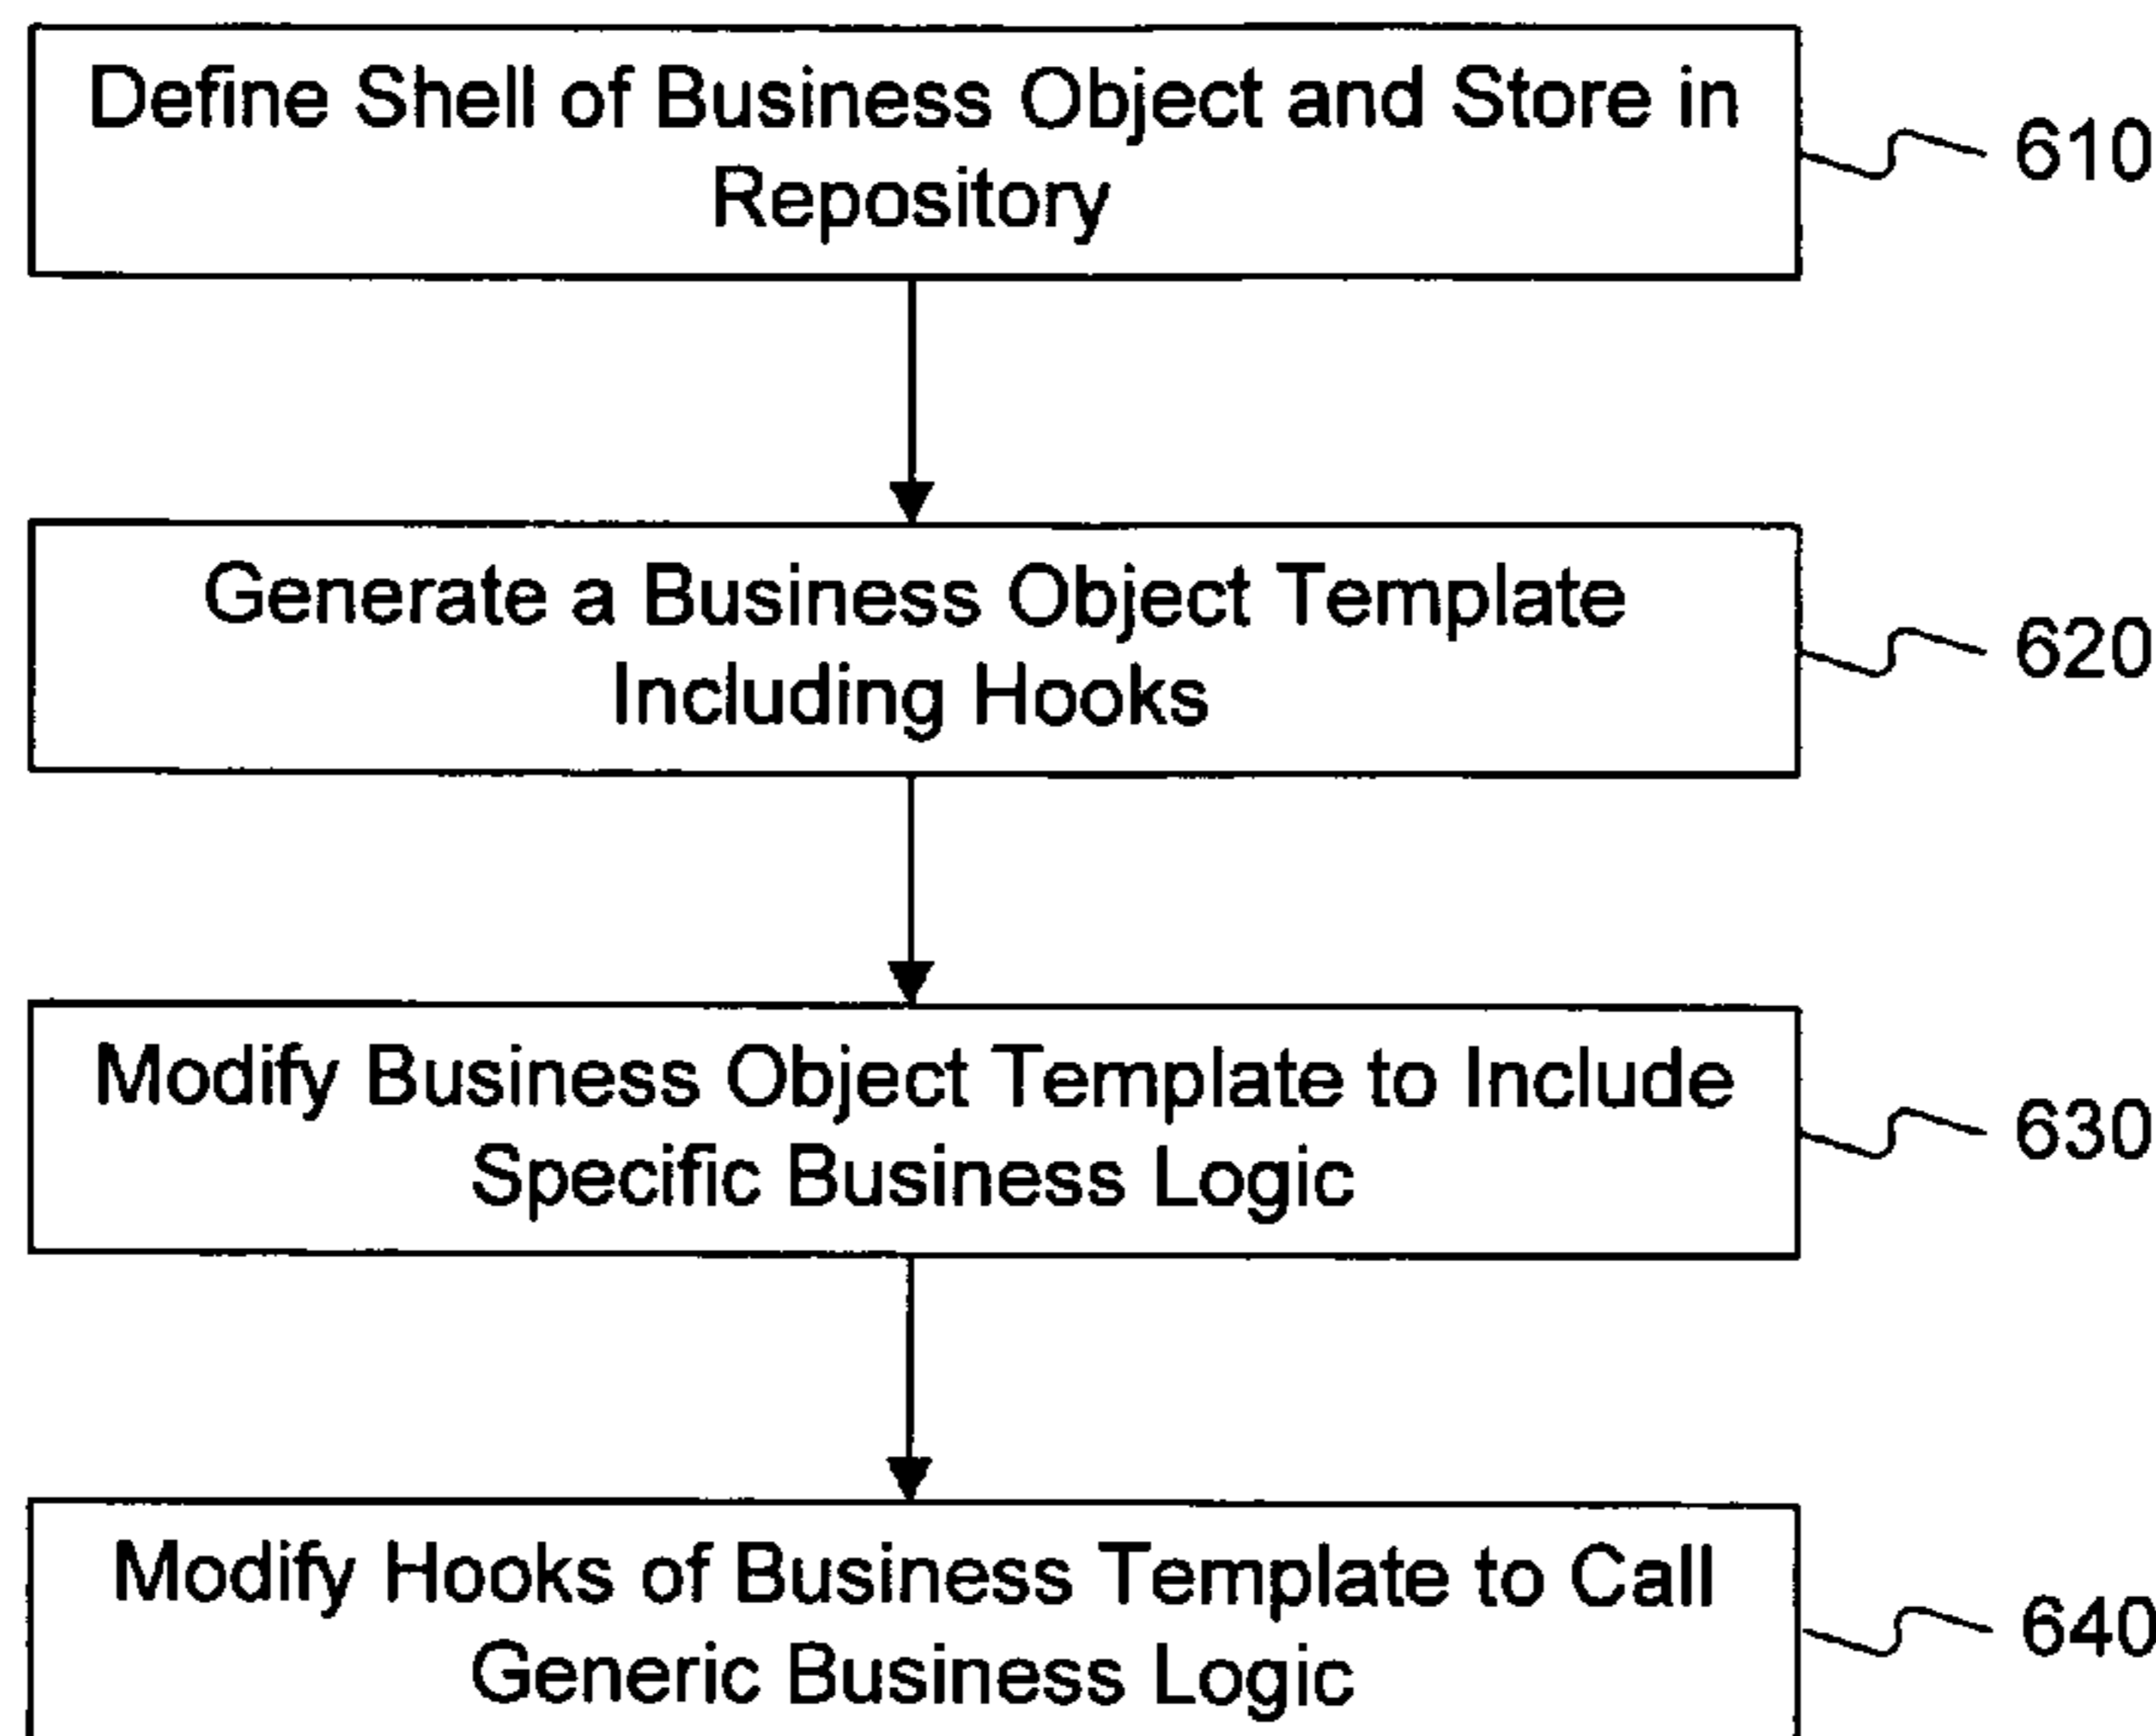 Define Shell of Business Object and Store in
Repository
610
Generate a Business Object Template
Including Hooks
620
Modify Business Object Template to Include
Specific Business Logic
630
Modify Hooks of Business Template to Call
Generic Business Logic
640